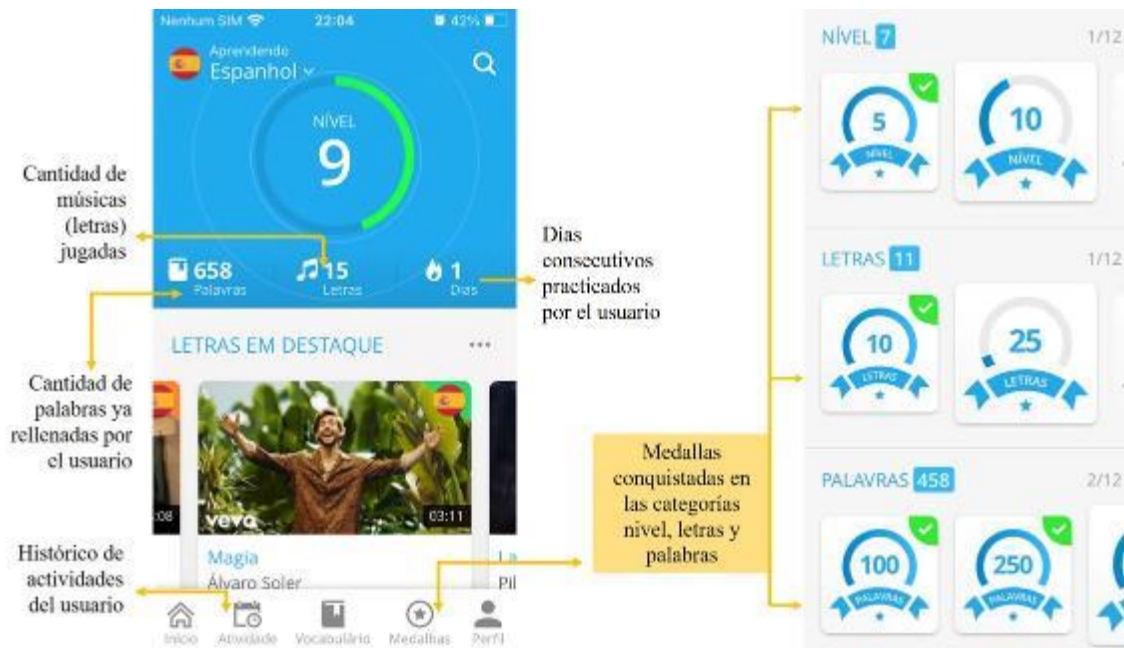 Nenhum SIM 22:04 42%
Aprendendo
Espanhol
NÍVEL
9
658
Palavras
15
Letras
1
Dias
LETRAS EM DESTAQUE
:08
vevo
03:11
Magia
Álvaro Soler
La
Pil
Início Atividade Vocabulário Medalhas Perfil
Cantidad de
músicas
(letras)
jugadas
Cantidad de
palabras ya
rellenadas por
el usuario
Histórico de
actividades
del usuario
Dias
consecutivos
practicados
por el usuario
Medallas
conquistadas en
las categorías
nivel, letras y
palabras
NÍVEL 7 1/12
5
NÍVEL
10
NÍVEL
LETRAS 11 1/12
10
LETRAS
25
LETRAS
PALAVRAS 458 2/12
100
PALAVRAS
250
PALAVRAS